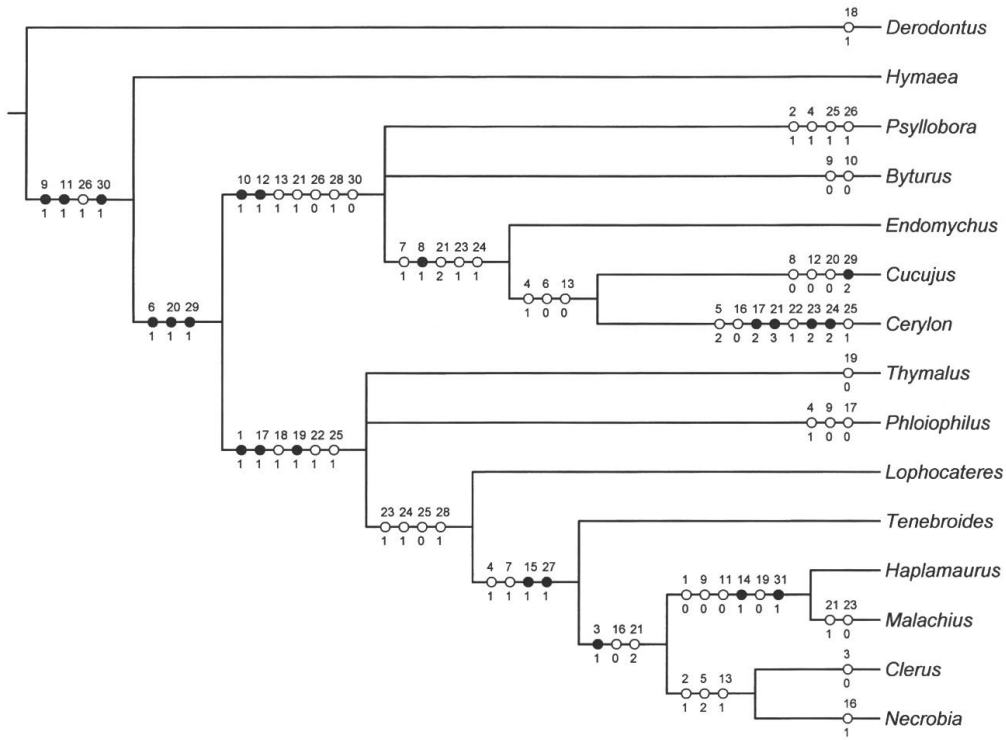 18
1
Derodontus
Hymaea
2 4 25 26
1 1 1 1
Psyllobora
9 11 26 30
1 1 1 1
10 12 13 21 26 28 30
1 1 1 1 0 1 0
9 10
0 0
Byturus
Endomychus
7 8 21 23 24
1 1 2 1 1
8 12 20 29
0 0 0 2
Cucujus
4 6 13
1 0 0
6 20 29
1 1 1
5 16 17 21 22 23 24 25
2 0 2 3 1 2 2 1
Cerylon
19
0
Thymalus
4 9 17
1 0 0
Phloiophilus
1 17 18 19 22 25
1 1 1 1 1 1
Lophocateres
23 24 25 28
1 1 0 1
Tenebroides
4 7 15 27
1 1 1 1
Haplamaurus
1 9 11 14 19 31
0 0 0 1 0 1
21 23
1 0
Malachius
3 16 21
1 0 2
3
0
Clerus
2 5 13
1 2 1
16
1
Necrobia